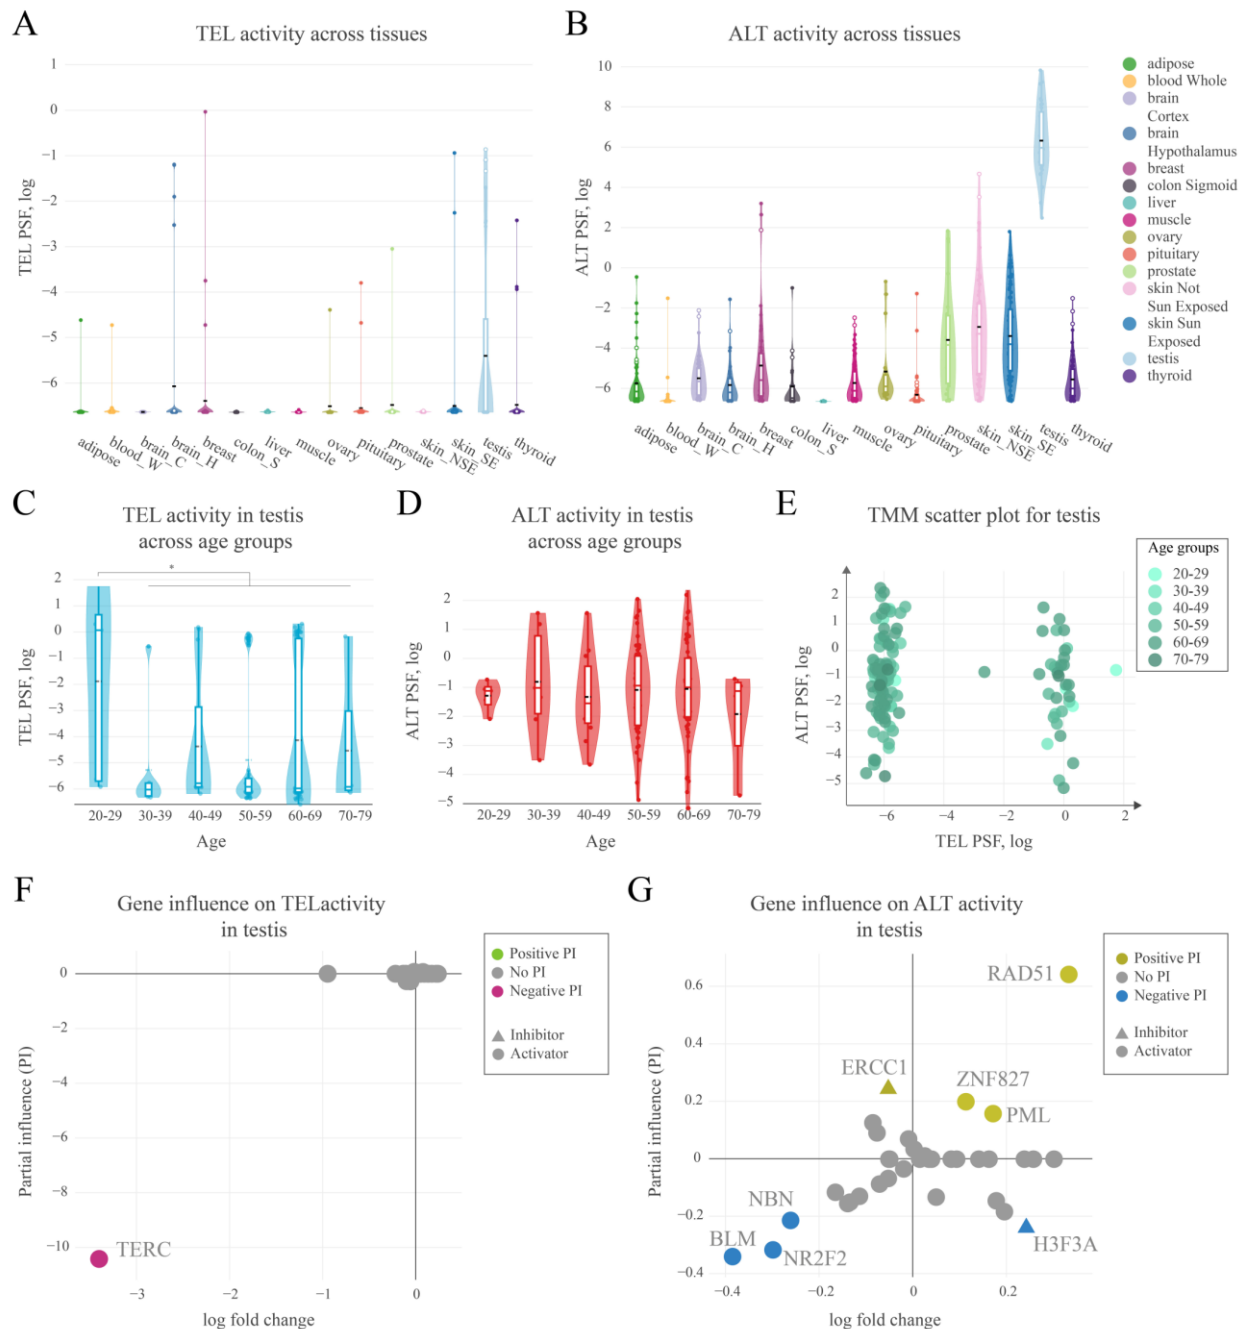 A
TEL activity across tissues
TEL PSF, log
1
0
−1
−2
−3
−4
−5
−6
adipose
blood_W
brain_C
brain_H
breast
colon_S
liver
muscle
ovary
pituitary
prostate
skin_NSE
skin_SE
testis
thyroid
B
ALT activity across tissues
ALT PSF, log
10
8
6
4
2
0
−2
−4
−6
adipose
blood_W
brain_C
brain_H
breast
colon_S
liver
muscle
ovary
pituitary
prostate
skin_NSE
skin_SE
testis
thyroid
adipose
blood Whole
brain
Cortex
brain
Hypothalamus
breast
colon Sigmoid
liver
muscle
ovary
pituitary
prostate
skin Not
Sun Exposed
skin Sun
Exposed
testis
thyroid
C
TEL activity in testis
across age groups
*
TEL PSF, log
2
1
0
−1
−2
−3
−4
−5
−6
20-29
30-39
40-49
50-59
60-69
70-79
Age
D
ALT activity in testis
across age groups
ALT PSF, log
2
1
0
−1
−2
−3
−4
−5
20-29
30-39
40-49
50-59
60-69
70-79
Age
E
TMM scatter plot for testis
ALT PSF, log
2
1
0
−1
−2
−3
−4
−5
−6
−4
−2
0
2
TEL PSF, log
Age groups
20-29
30-39
40-49
50-59
60-69
70-79
F
Gene influence on TELactivity
in testis
Partial influence (PI)
0
−2
−4
−6
−8
−10
TERC
−3
−2
−1
0
log fold change
Positive PI
No PI
Negative PI
Inhibitor
Activator
G
Gene influence on ALT activity
in testis
Partial influence (PI)
0.6
0.4
0.2
0
−0.2
−0.4
RAD51
ERCC1
ZNF827
PML
NBN
BLM
NR2F2
H3F3A
−0.4
−0.2
0
0.2
log fold change
Positive PI
No PI
Negative PI
Inhibitor
Activator